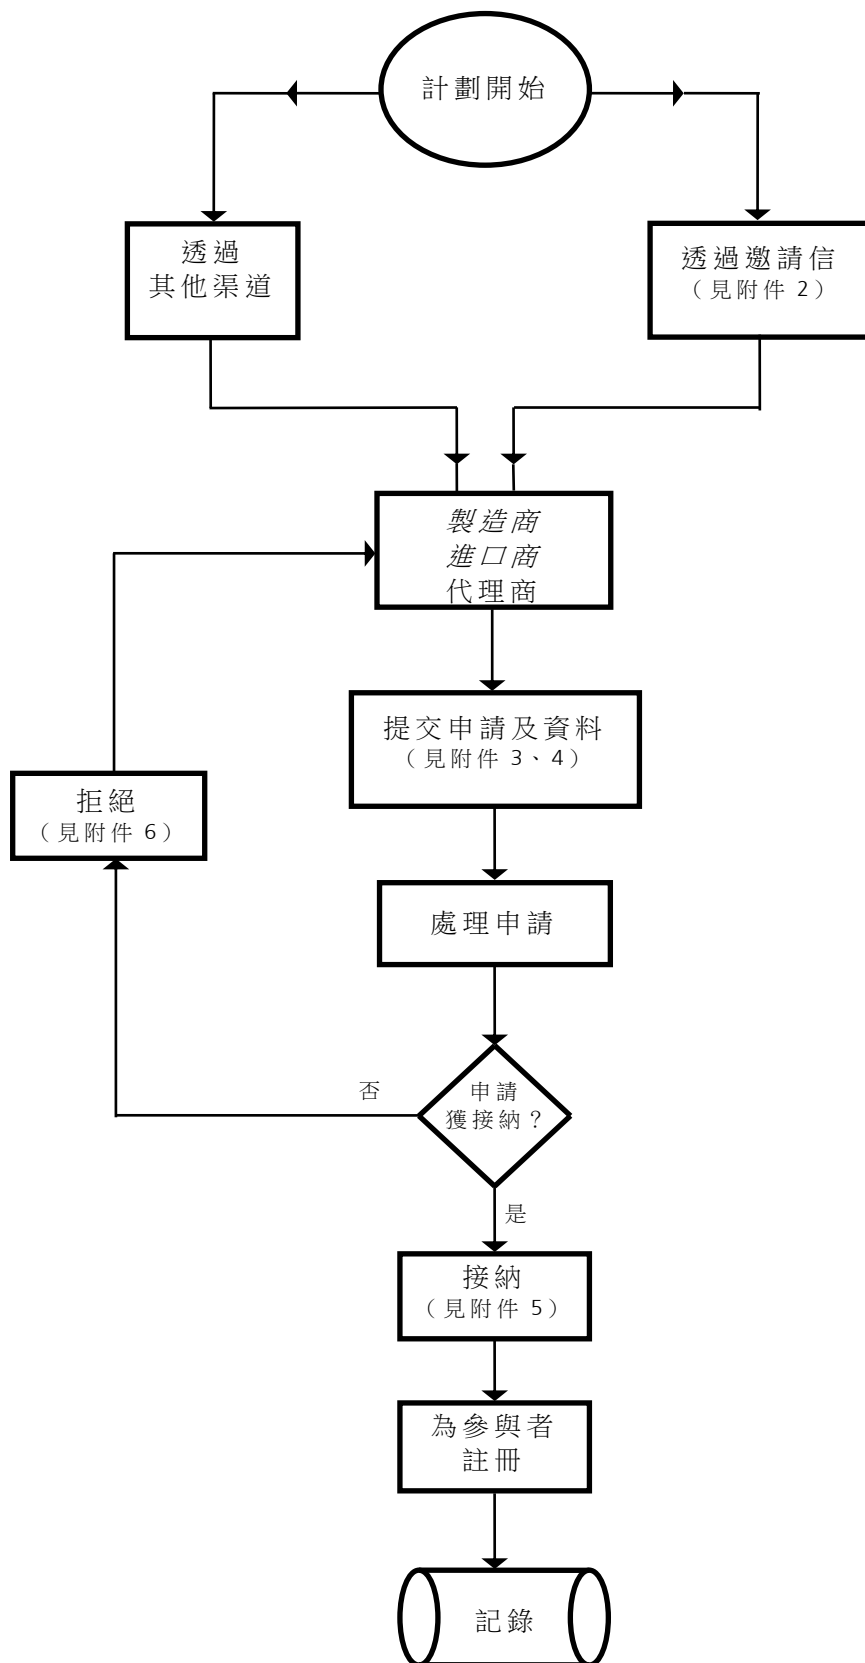 計劃開始
透過
其他渠道
透過邀請信
（見附件 2）
製造商
進口商
代理商
提交申請及資料
（見附件 3、4）
拒絕
（見附件 6）
處理申請
否
申請
獲接納？
是
接納
（見附件 5）
為參與者
註冊
記錄